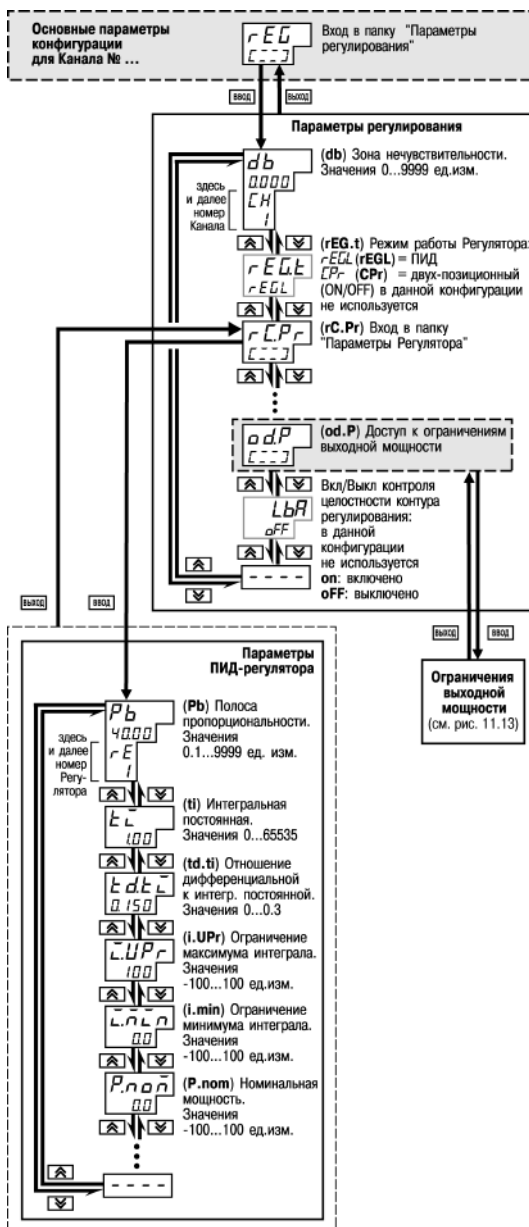 Основные параметры
конфигурации
для Канала № ...
rEG
[---]
Вход в папку "Параметры
регулирования"
ввод
выход
Параметры регулирования
db
0.000
CH
1
здесь
и далее
номер
Канала
(db) Зона нечувствительности.
Значения 0...9999 ед.изм.
rEG.t
rEGL
(rEG.t) Режим работы Регулятора:
rEGL (rEGL) = ПИД
CPr (CPr) = двух-позиционный
(ON/OFF) в данной конфигурации
не используется
rC.Pr
[---]
(rC.Pr) Вход в папку
"Параметры Регулятора"
od.P
[---]
(od.P) Доступ к ограничениям
выходной мощности
LbA
oFF
Вкл/Выкл контроля
целостности контура
регулирования:
в данной
конфигурации
не используется
on: включено
oFF: выключено
- - - -
выход
ввод
выход
ввод
Ограничения
выходной
мощности
(см. рис. 11.13)
Параметры
ПИД-регулятора
Pb
40.00
rE
1
здесь
и далее
номер
Регу-
лятора
(Pb) Полоса
пропорциональности.
Значения
0.1...9999 ед. изм.
ti
1.00
(ti) Интегральная
постоянная.
Значения 0...65535
td.ti
0.150
(td.ti) Отношение
дифференциальной
к интегр. постоянной.
Значения 0...0.3
i.UPr
100
(i.UPr) Ограничение
максимума интеграла.
Значения
-100...100 ед.изм.
i.min
0.0
(i.min) Ограничение
минимума интеграла.
Значения
-100...100 ед.изм.
P.nom
0.0
(P.nom) Номинальная
мощность.
Значения
-100...100 ед.изм.
- - - -